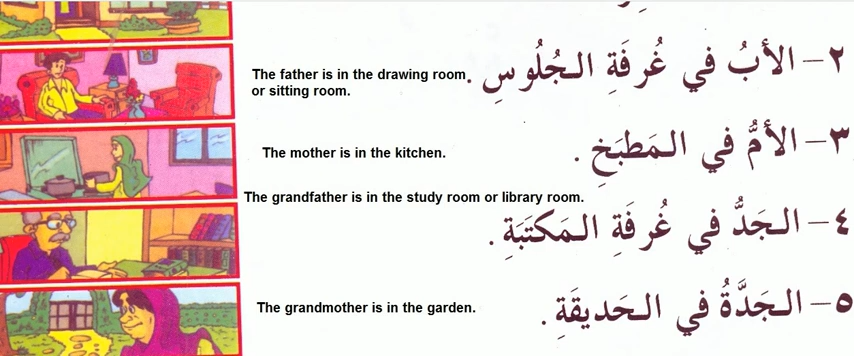 The father is in the drawing room
or sitting room.
٢ – الأَبُ في غُرفَةِ الجُلُوسِ .
The mother is in the kitchen.
٣ – الأُمُّ في المَطبَخِ .
The grandfather is in the study room or library room.
٤ – الجَدُّ في غُرفَةِ المَكتَبَةِ .
The grandmother is in the garden.
٥ – الجَدَّةُ في الحَديقَةِ .